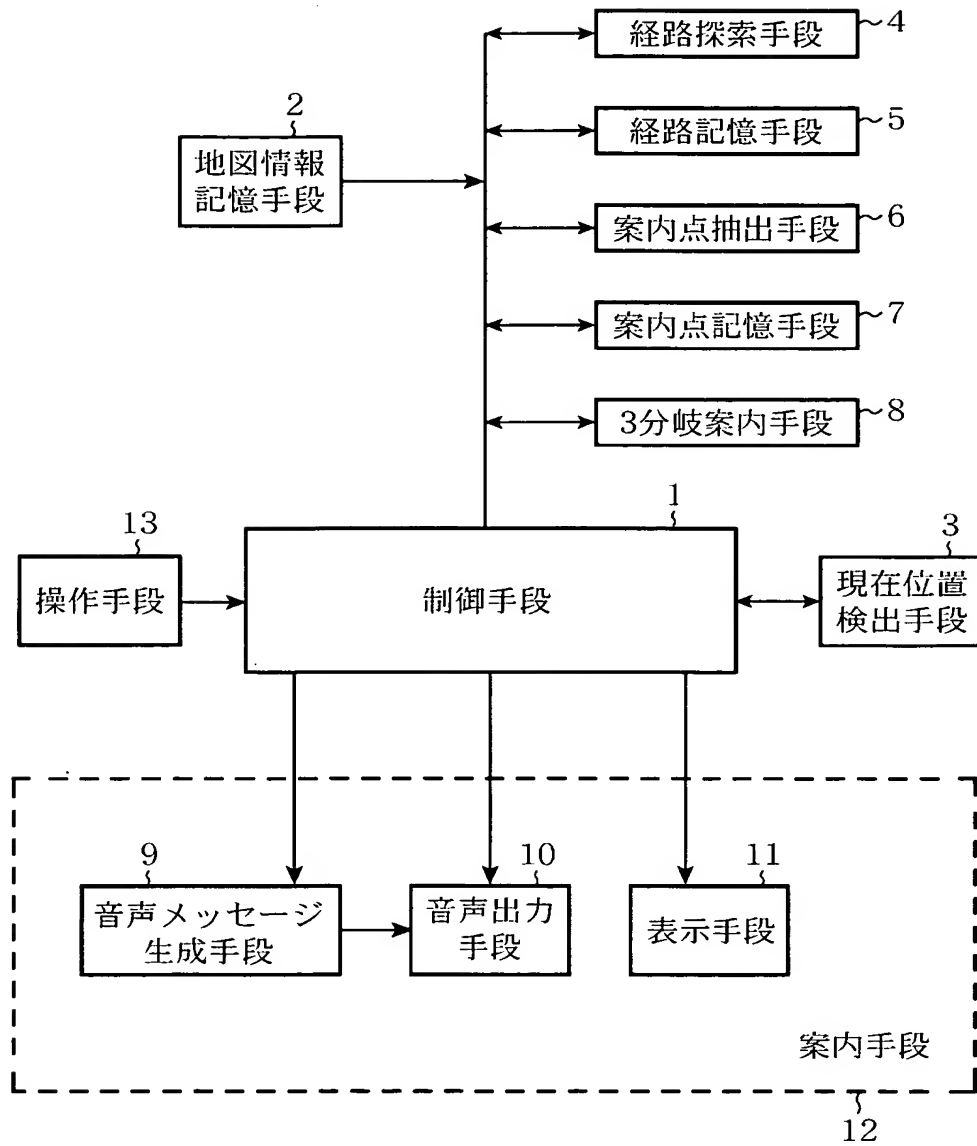 経路探索手段
4
2
経路記憶手段
5
地図情報
記憶手段
案内点抽出手段
6
案内点記憶手段
7
3分岐案内手段
8
1
13
3
操作手段
制御手段
現在位置
検出手段
9
10
11
音声メッセージ
生成手段
音声出力
手段
表示手段
案内手段
12